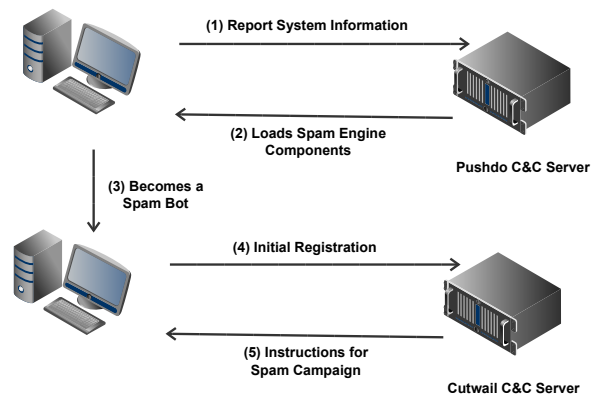 (1) Report System Information
(2) Loads Spam Engine
Components
Pushdo C&C Server
(3) Becomes a
Spam Bot
(4) Initial Registration
(5) Instructions for
Spam Campaign
Cutwail C&C Server